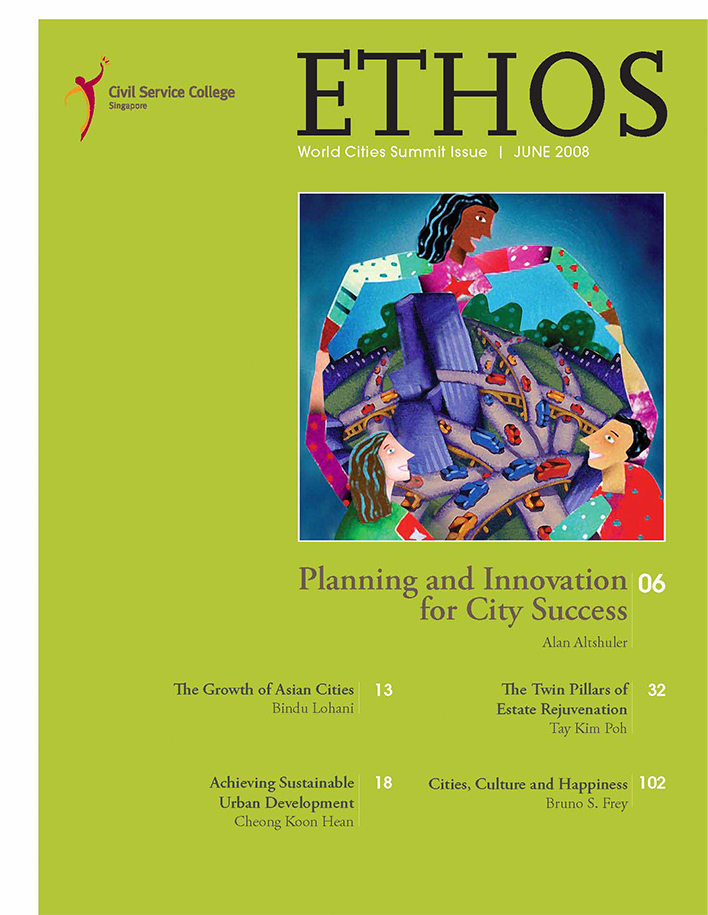 Civil Service College
Singapore
ETHOS
World Cities Summit Issue | JUNE 2008
Planning and Innovation 06
for City Success
Alan Altshuler
The Growth of Asian Cities 13
Bindu Lohani
The Twin Pillars of 32
Estate Rejuvenation
Tay Kim Poh
Achieving Sustainable 18
Urban Development
Cheong Koon Hean
Cities, Culture and Happiness 102
Bruno S. Frey